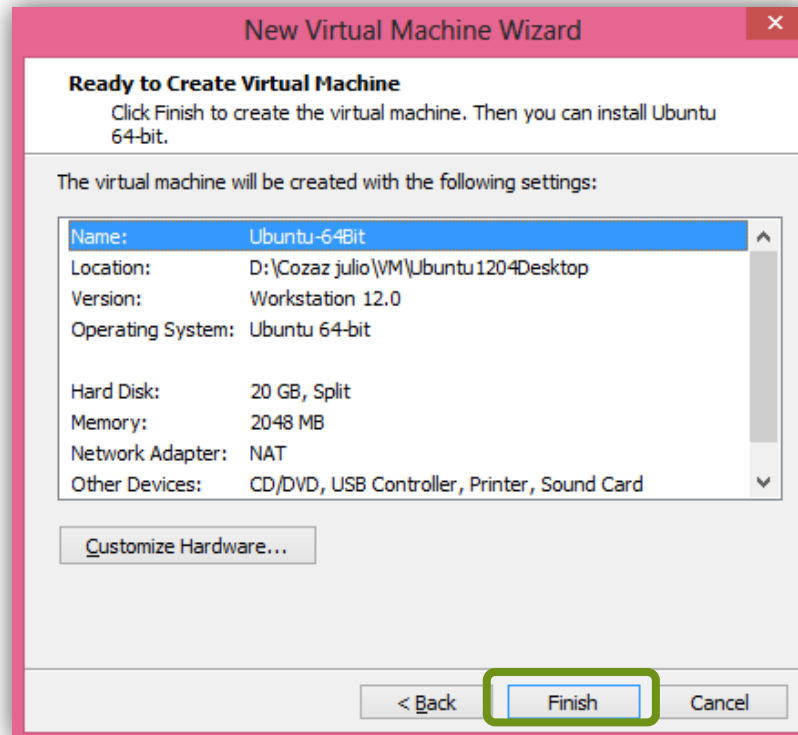 New Virtual Machine Wizard
Ready to Create Virtual Machine
Click Finish to create the virtual machine. Then you can install Ubuntu
64-bit.
The virtual machine will be created with the following settings:
Name: Ubuntu-64Bit
Location: D:\Cozaz julio\VM\Ubuntu1204Desktop
Version: Workstation 12.0
Operating System: Ubuntu 64-bit
Hard Disk: 20 GB, Split
Memory: 2048 MB
Network Adapter: NAT
Other Devices: CD/DVD, USB Controller, Printer, Sound Card
Customize Hardware...
< Back Finish Cancel